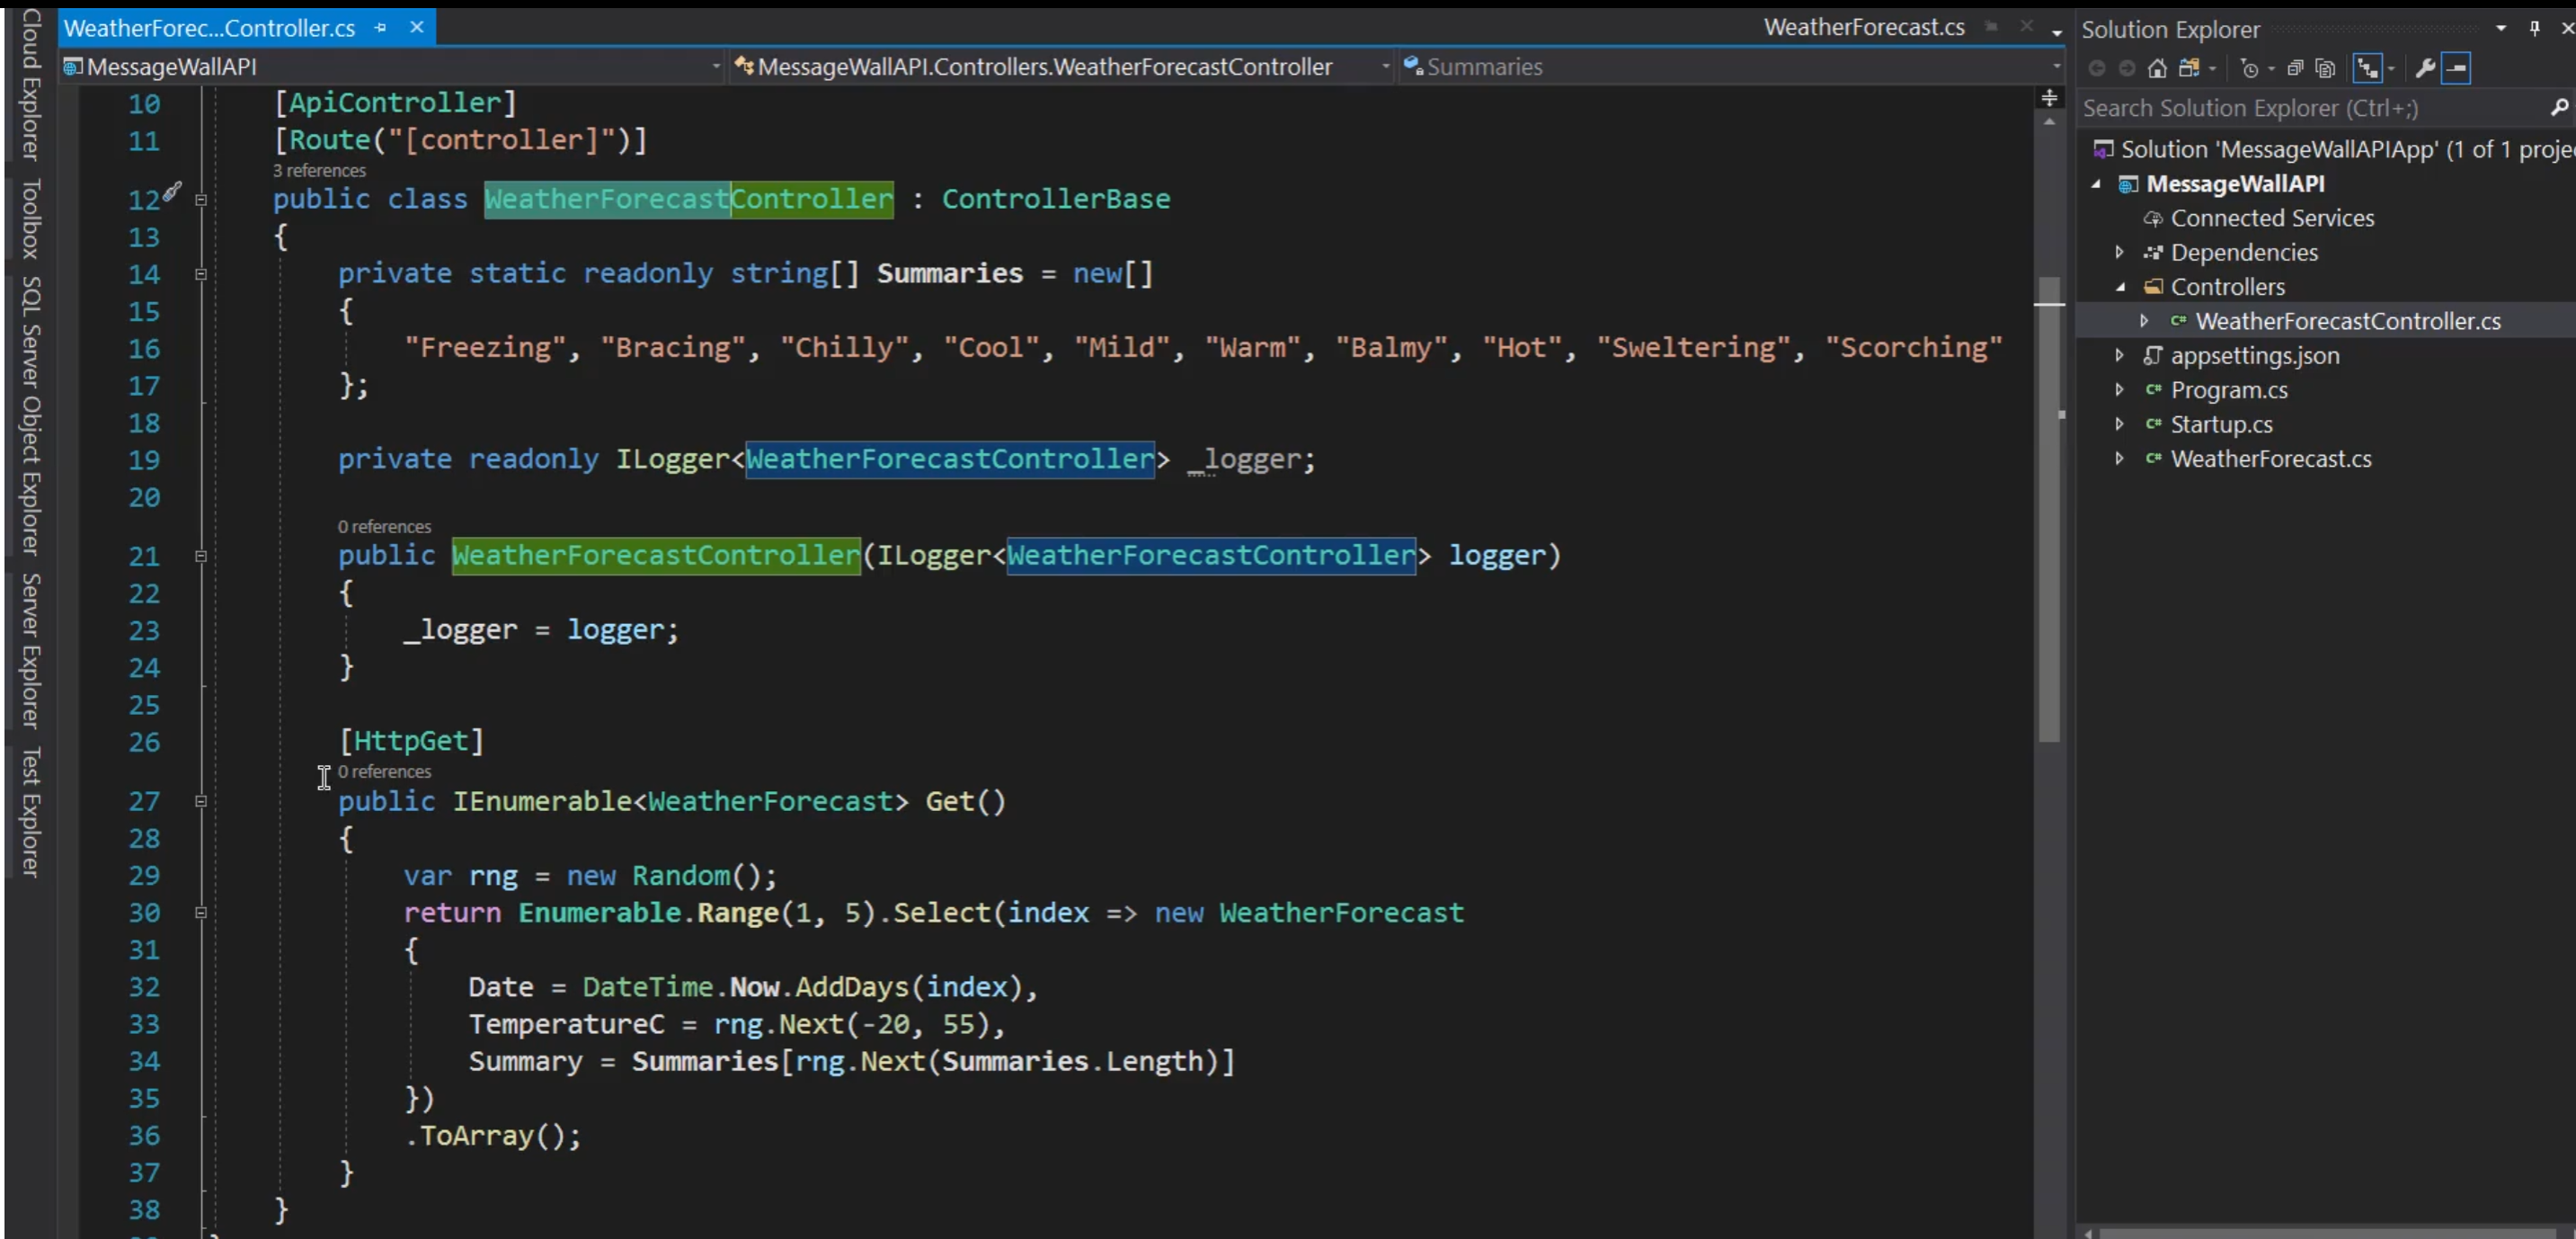 WeatherForec...Controller.cs
WeatherForecast.cs
MessageWallAPI
MessageWallAPI.Controllers.WeatherForecastController
Summaries
Cloud Explorer
Toolbox
SQL Server Object Explorer
Server Explorer
Test Explorer
10 [ApiController]
11 [Route("[controller]")]
3 references
12 public class WeatherForecastController : ControllerBase
13 {
14 private static readonly string[] Summaries = new[]
15 {
16 "Freezing", "Bracing", "Chilly", "Cool", "Mild", "Warm", "Balmy", "Hot", "Sweltering", "Scorching"
17 };
18
19 private readonly ILogger<WeatherForecastController> _logger;
20
0 references
21 public WeatherForecastController(ILogger<WeatherForecastController> logger)
22 {
23 _logger = logger;
24 }
25
26 [HttpGet]
0 references
27 public IEnumerable<WeatherForecast> Get()
28 {
29 var rng = new Random();
30 return Enumerable.Range(1, 5).Select(index => new WeatherForecast
31 {
32 Date = DateTime.Now.AddDays(index),
33 TemperatureC = rng.Next(-20, 55),
34 Summary = Summaries[rng.Next(Summaries.Length)]
35 })
36 .ToArray();
37 }
38 }
Solution Explorer
Search Solution Explorer (Ctrl+;)
Solution 'MessageWallAPIApp' (1 of 1 proje
MessageWallAPI
Connected Services
Dependencies
Controllers
C# WeatherForecastController.cs
appsettings.json
C# Program.cs
C# Startup.cs
C# WeatherForecast.cs